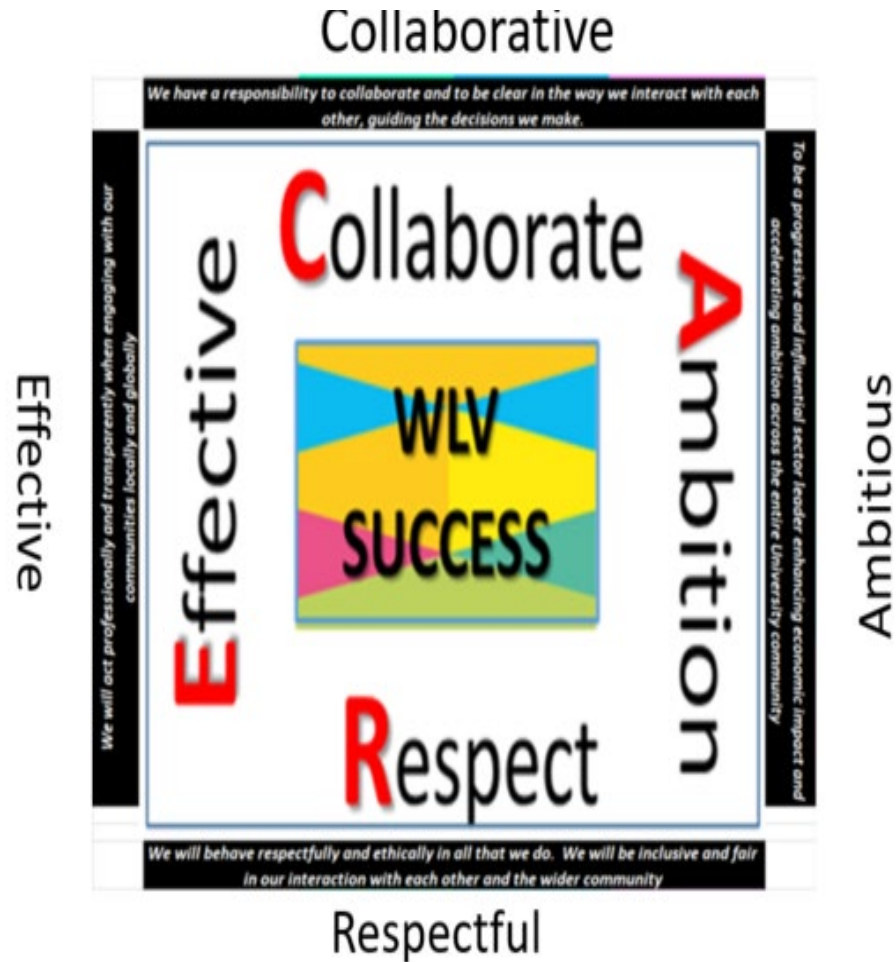 Collaborative
We have a responsibility to collaborate and to be clear in the way we interact with each
other, guiding the decisions we make.
Effective
We will act professionally and transparently when engaging with our
communities locally and globally
Effective
Collaborate
WLV
SUCCESS
Ambition
To be a progressive and influential sector leader enhancing economic impact and
accelerating ambition across the entire University community
Ambitious
Respect
We will behave respectfully and ethically in all that we do. We will be inclusive and fair
in our interaction with each other and the wider community
Respectful